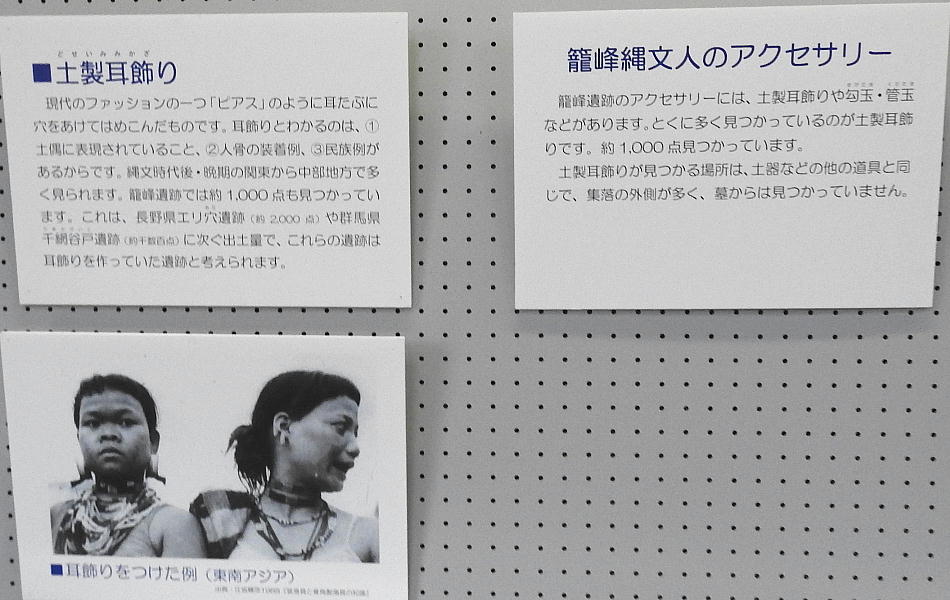 どせいみみかざ
■土製耳飾り
現代のファッションの一つ「ピアス」のように耳たぶに
穴をあけてはめこんだものです。耳飾りとわかるのは、①
土偶に表現されていること、②人骨の装着例、③民族例が
あるからです。縄文時代後・晩期の関東から中部地方で多
く見られます。籠峰遺跡では約 1,000 点も見つかってい
ます。これは、長野県エリ穴遺跡（約 2,000 点）や群馬県
千網谷戸遺跡（約千数百点）に次ぐ出土量で、これらの遺跡は
耳飾りを作っていた遺跡と考えられます。
籠峰縄文人のアクセサリー
籠峰遺跡のアクセサリーには、土製耳飾りや勾玉・管玉
などがあります。とくに多く見つかっているのが土製耳飾
りです。約 1,000 点見つかっています。
土製耳飾りが見つかる場所は、土器などの他の道具と同
じで、集落の外側が多く、墓からは見つかっていません。
■耳飾りをつけた例（東南アジア）